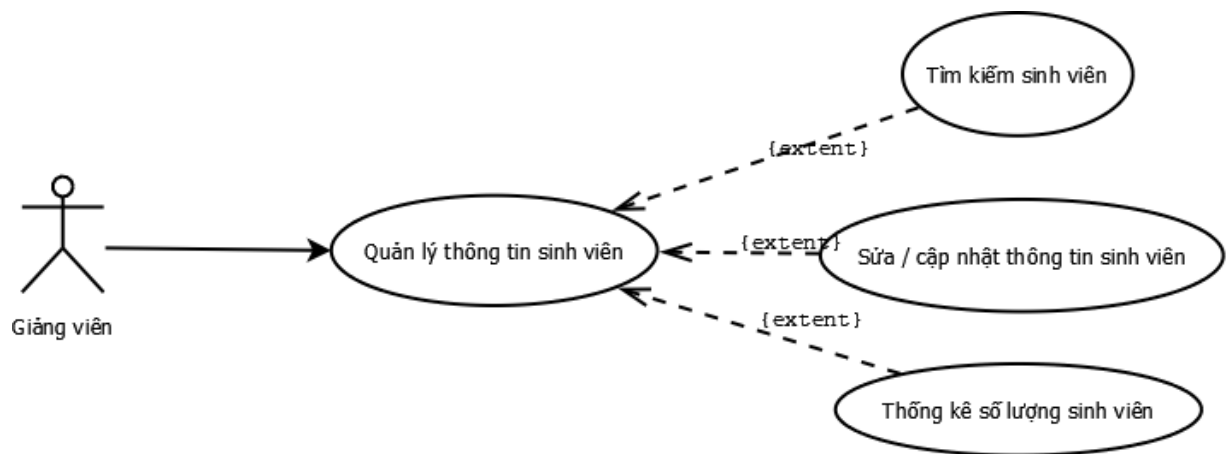 Tìm kiếm sinh viên
{extent}
Quản lý thông tin sinh viên
{extent}
Sửa / cập nhật thông tin sinh viên
Giảng viên
{extent}
Thống kê số lượng sinh viên